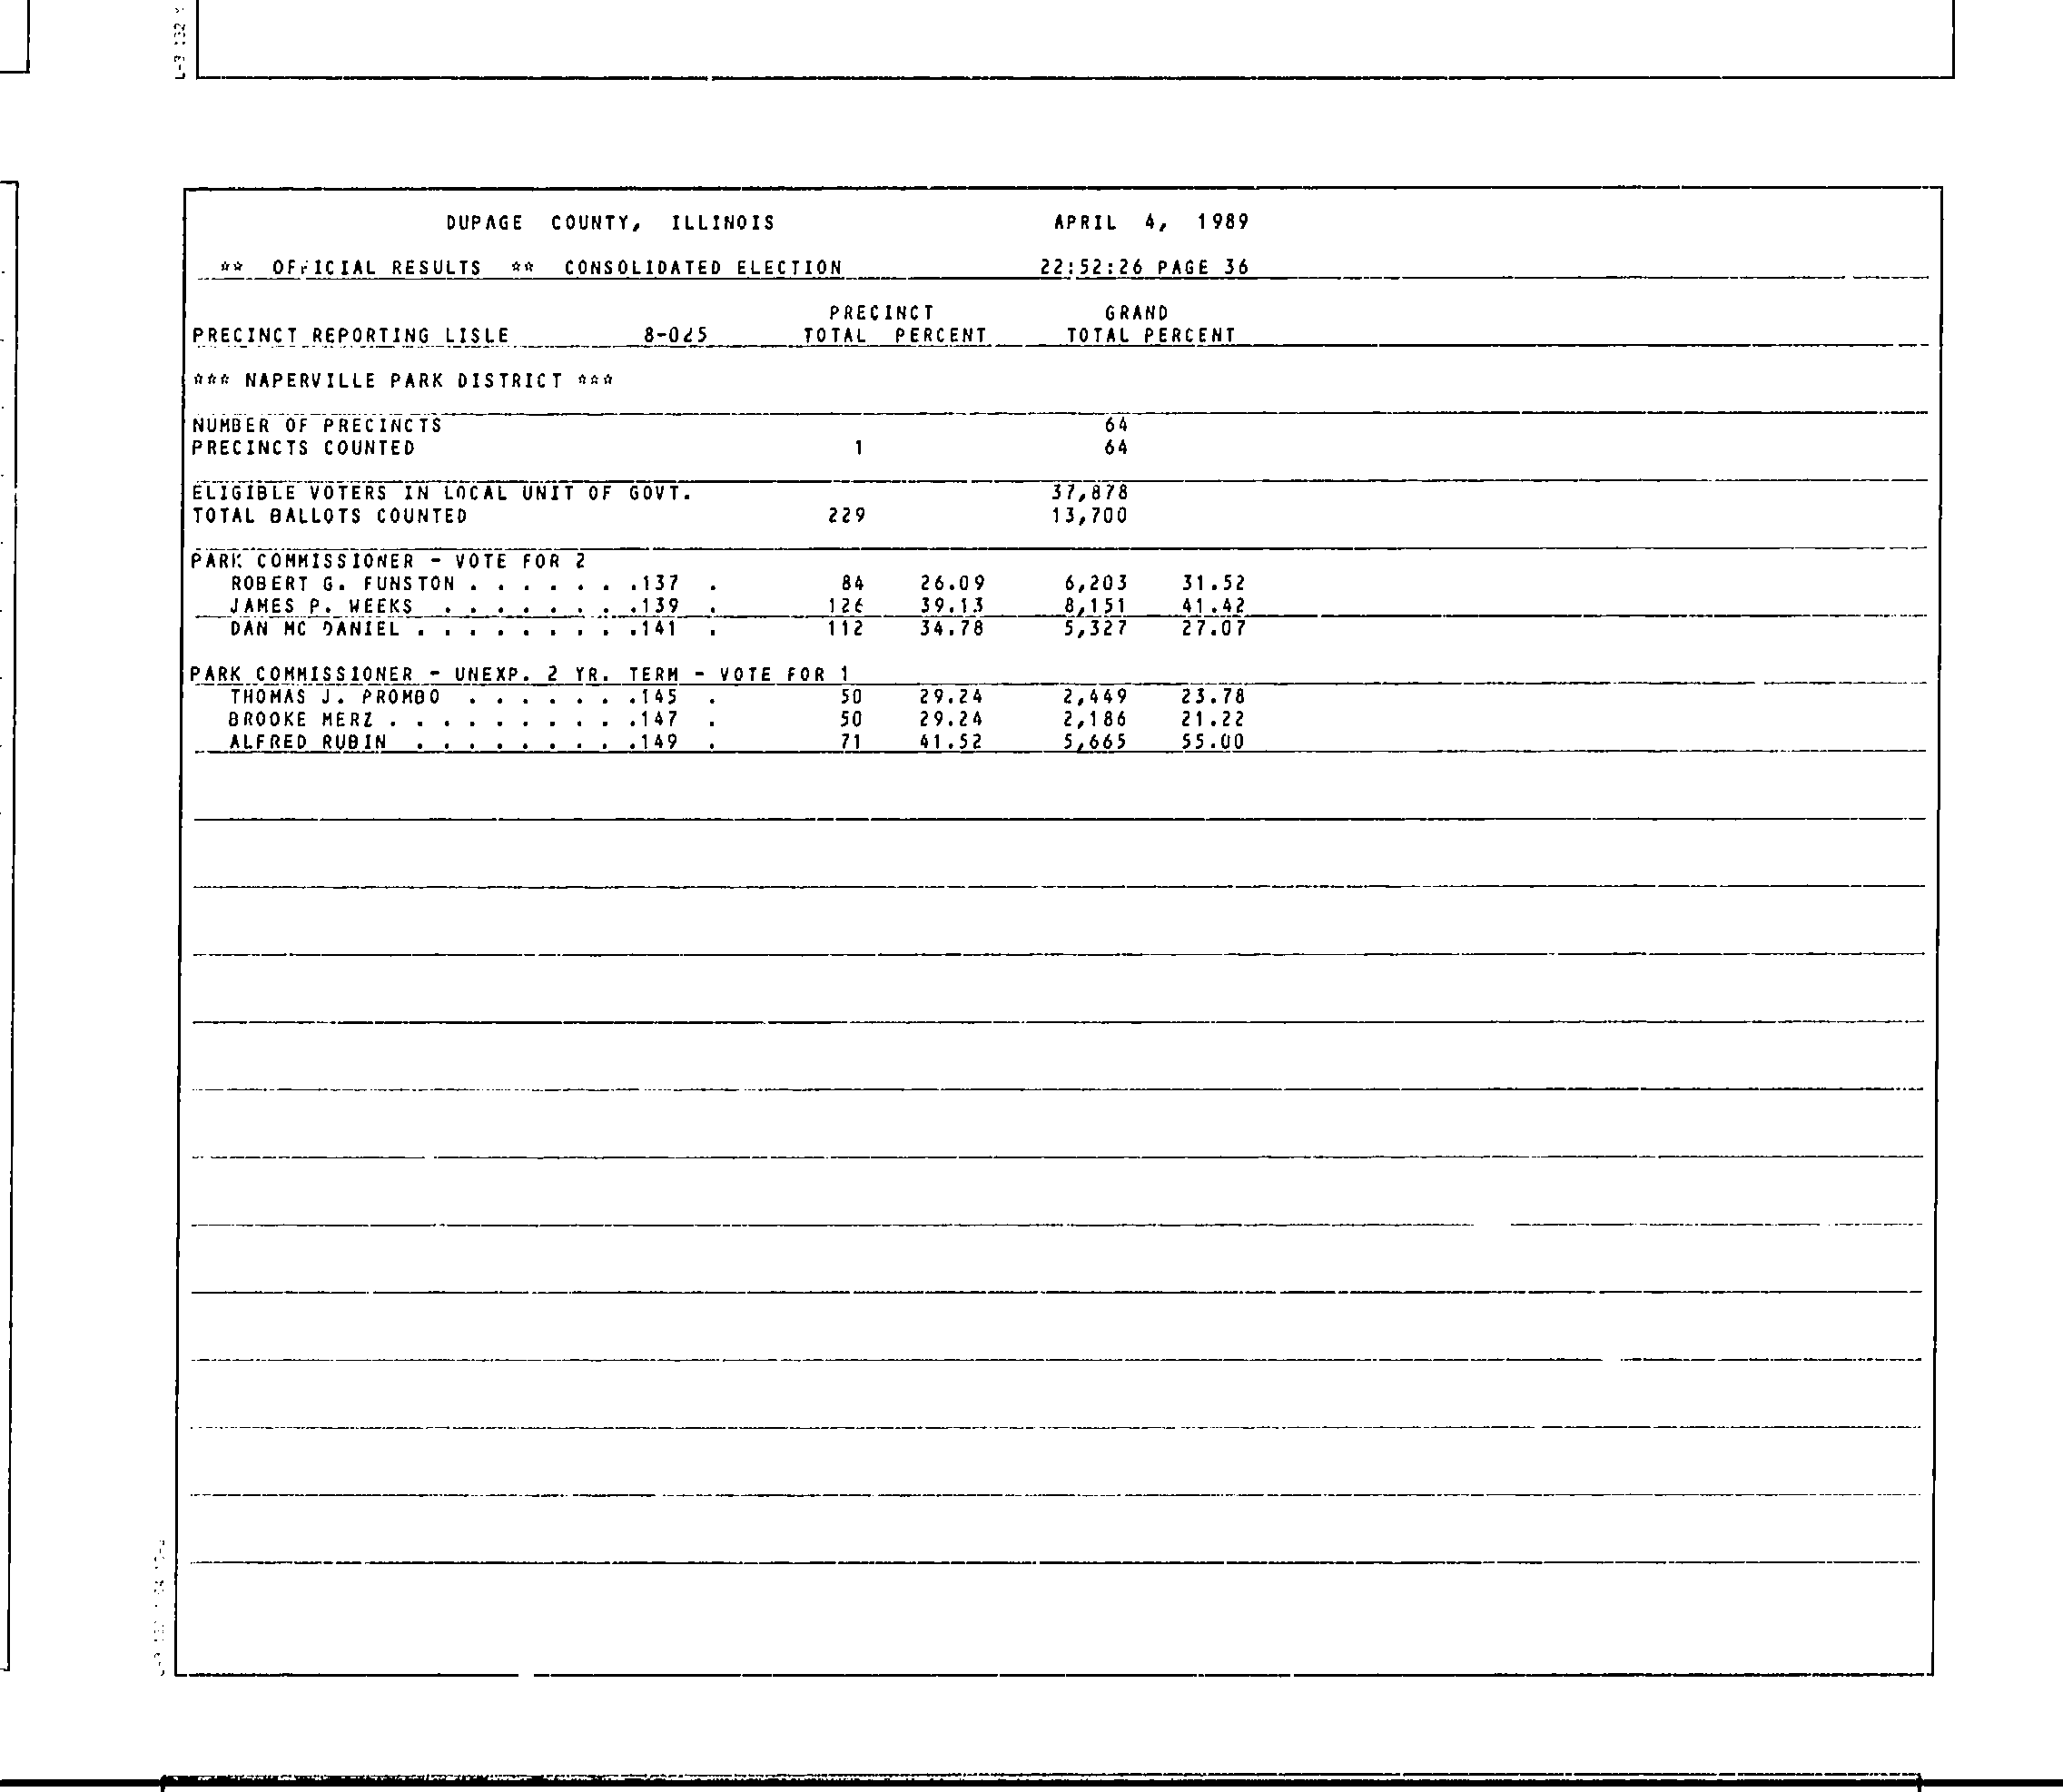 DUPAGE COUNTY, ILLINOIS APRIL 4, 1989
** OFFICIAL RESULTS ** CONSOLIDATED ELECTION 22:52:26 PAGE 36
PRECINCT GRAND
PRECINCT REPORTING LISLE 8-025 TOTAL PERCENT TOTAL PERCENT
*** NAPERVILLE PARK DISTRICT ***
NUMBER OF PRECINCTS 64
PRECINCTS COUNTED 1 64
ELIGIBLE VOTERS IN LOCAL UNIT OF GOVT. 37,878
TOTAL BALLOTS COUNTED 229 13,700
PARK COMMISSIONER - VOTE FOR 2
ROBERT G. FUNSTON . . . . . . .137 . 84 26.09 6,203 31.52
JAMES P. WEEKS . . . . . . . .139 . 126 39.13 8,151 41.42
DAN MC DANIEL . . . . . . . . .141 . 112 34.78 5,327 27.07
PARK COMMISSIONER - UNEXP. 2 YR. TERM - VOTE FOR 1
THOMAS J. PROMBO . . . . . . .145 . 50 29.24 2,449 23.78
BROOKE MERZ . . . . . . . . . .147 . 50 29.24 2,186 21.22
ALFRED RUBIN . . . . . . . . .149 . 71 41.52 5,665 55.00